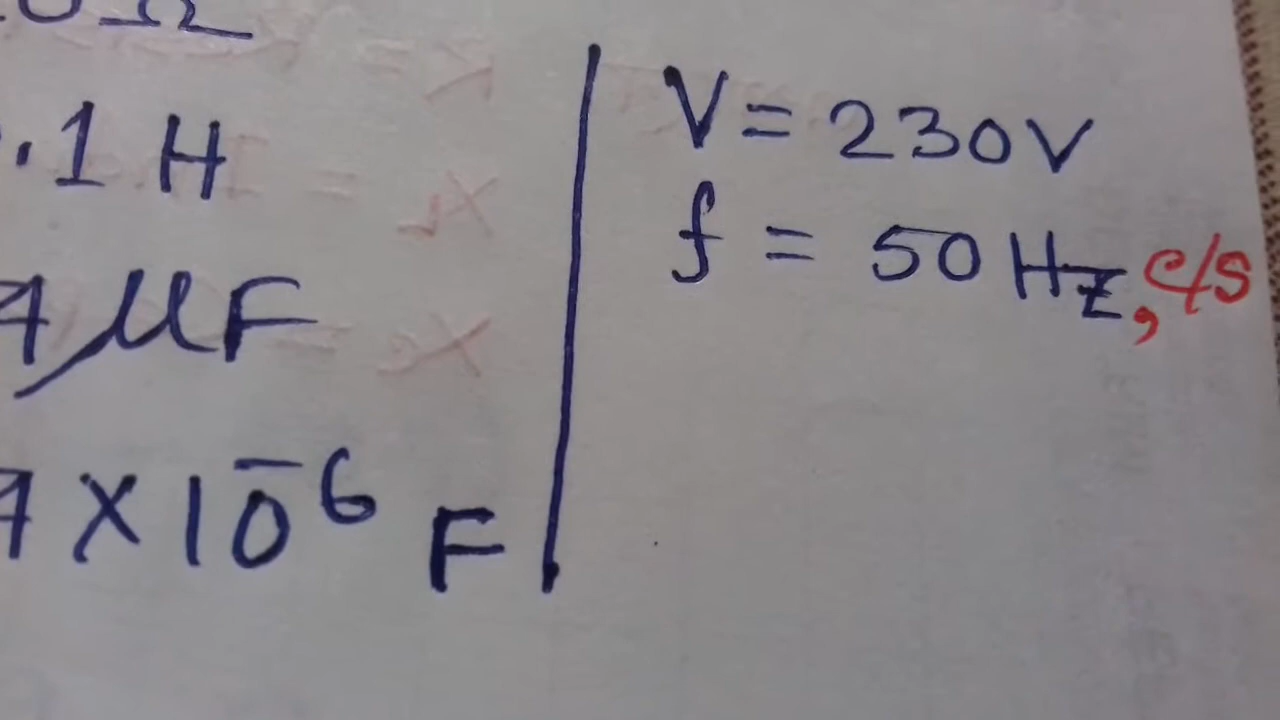 .1 H
μF
X 10⁻⁶ F
V = 230V
f = 50 Hz, c/s